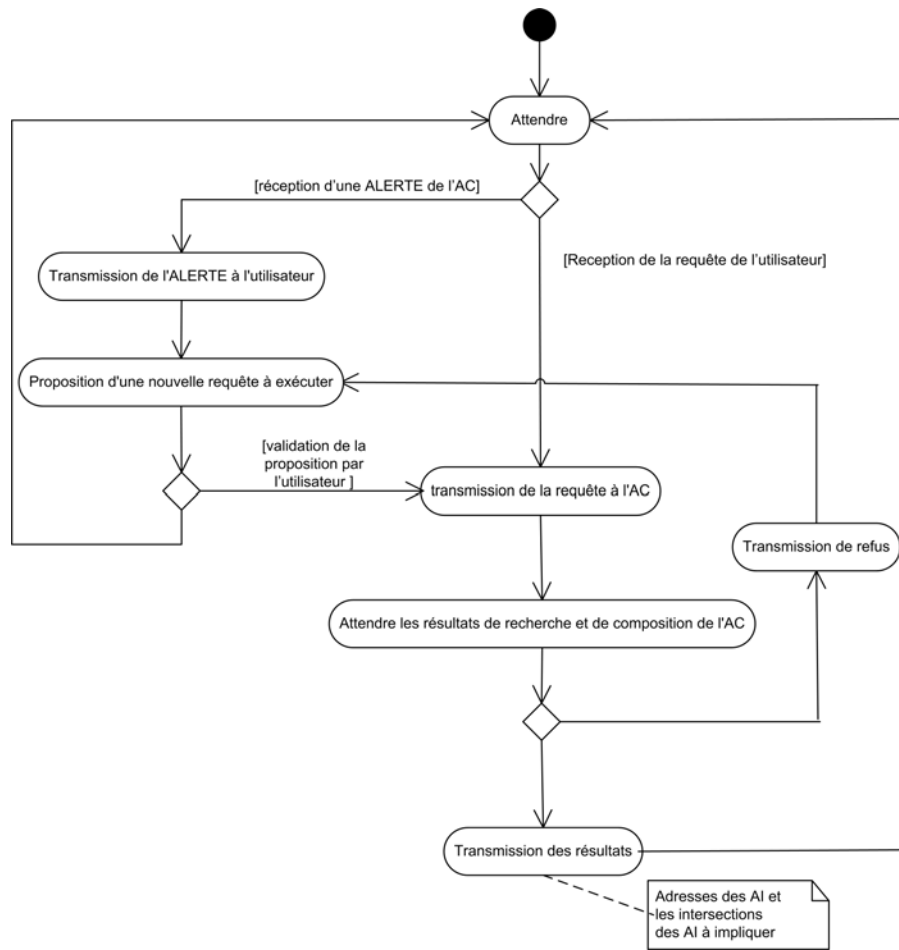 Attendre
[réception d'une ALERTE de l'AC]
[Reception de la requête de l'utilisateur]
Transmission de l'ALERTE à l'utilisateur
Proposition d'une nouvelle requête à exécuter
[validation de la
proposition par
l'utilisateur ]
transmission de la requête à l'AC
Transmission de refus
Attendre les résultats de recherche et de composition de l'AC
Transmission des résultats
Adresses des AI et
les intersections
des AI à impliquer